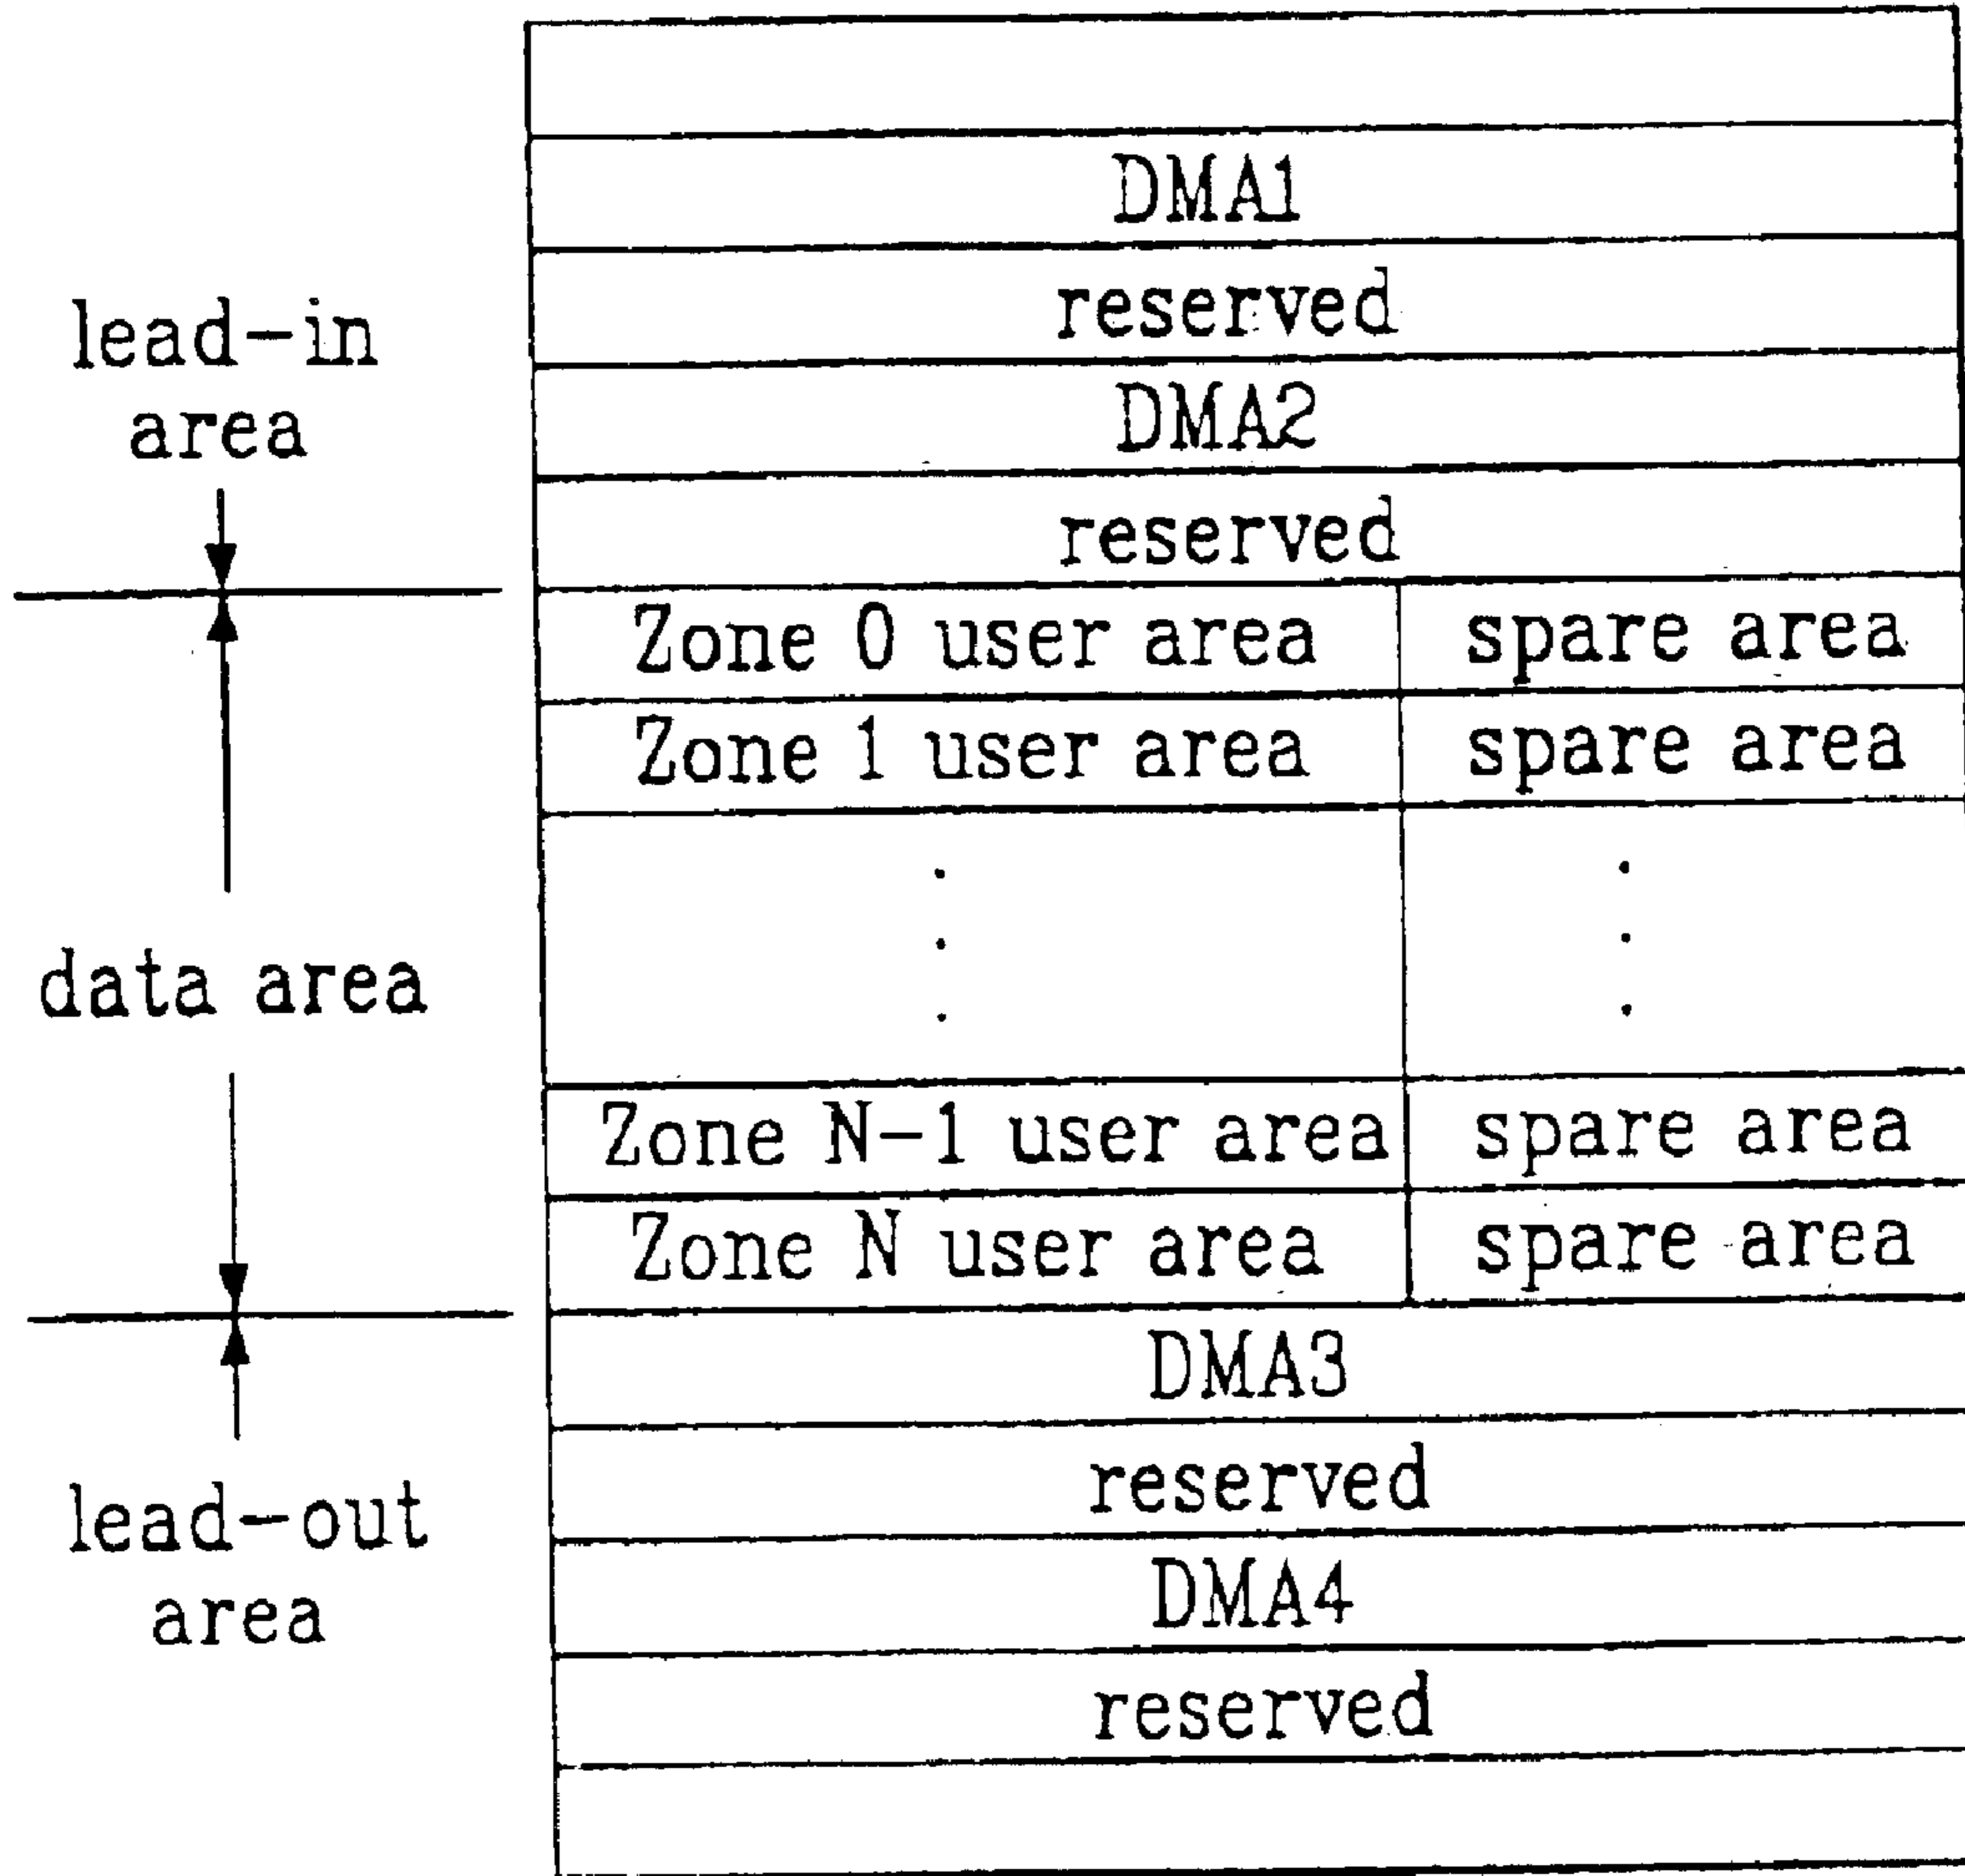 DMA1
reserved
lead-in
area
DMA2
reserved
Zone 0 user area spare area
Zone 1 user area spare area
data area
Zone N-1 user area spare area
Zone N user area spare area
DMA3
reserved
lead-out
area
DMA4
reserved